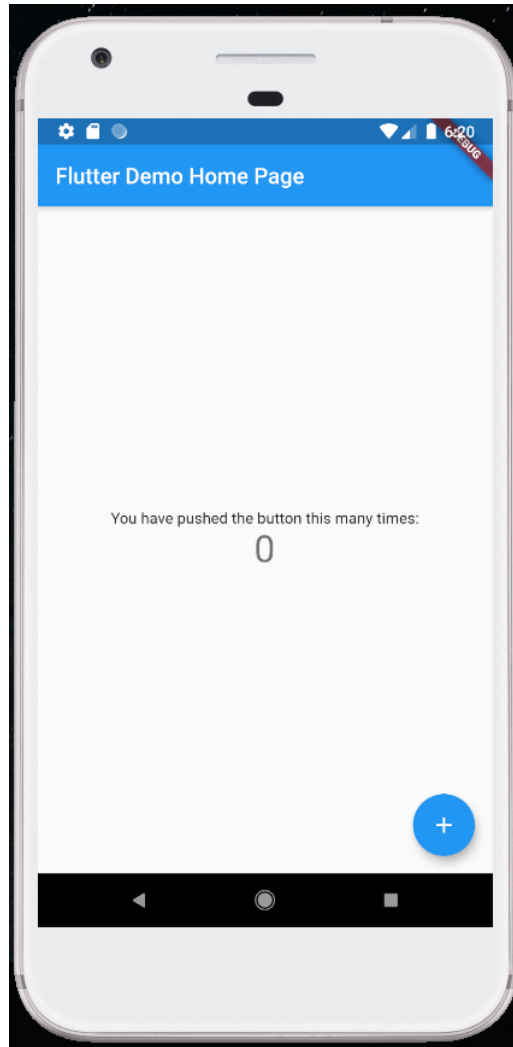 6:20
DEBUG
Flutter Demo Home Page
You have pushed the button this many times:
0
+